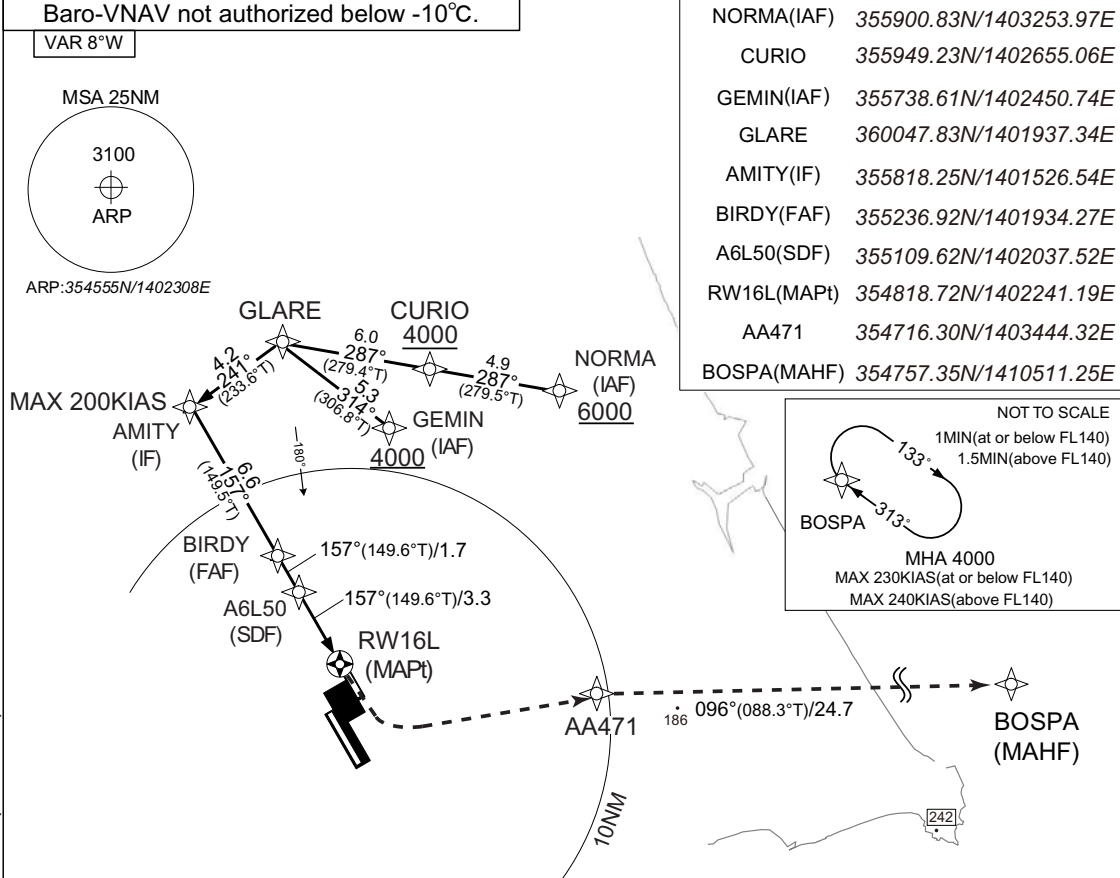 Baro-VNAV not authorized below -10℃.
VAR 8°W
MSA 25NM
3100
ARP
ARP:354555N/1402308E
NORMA(IAF) 355900.83N/1403253.97E
CURIO 355949.23N/1402655.06E
GEMIN(IAF) 355738.61N/1402450.74E
GLARE 360047.83N/1401937.34E
AMITY(IF) 355818.25N/1401526.54E
BIRDY(FAF) 355236.92N/1401934.27E
A6L50(SDF) 355109.62N/1402037.52E
RW16L(MAPt) 354818.72N/1402241.19E
AA471 354716.30N/1403444.32E
BOSPA(MAHF) 354757.35N/1410511.25E
GLARE
CURIO
4000
6.0
287°
(279.4°T)
4.9
287°
(279.5°T)
NORMA
(IAF)
6000
4.2
241°
(233.6°T)
5.3
314°
(306.8°T)
GEMIN
(IAF)
4000
MAX 200KIAS
AMITY
(IF)
180°
6.6
157°
(149.5°T)
BIRDY
(FAF)
157°(149.6°T)/1.7
A6L50
(SDF)
157°(149.6°T)/3.3
RW16L
(MAPt)
AA471
186
096°(088.3°T)/24.7
BOSPA
(MAHF)
10NM
242
NOT TO SCALE
1MIN(at or below FL140)
1.5MIN(above FL140)
133°
313°
BOSPA
MHA 4000
MAX 230KIAS(at or below FL140)
MAX 240KIAS(above FL140)